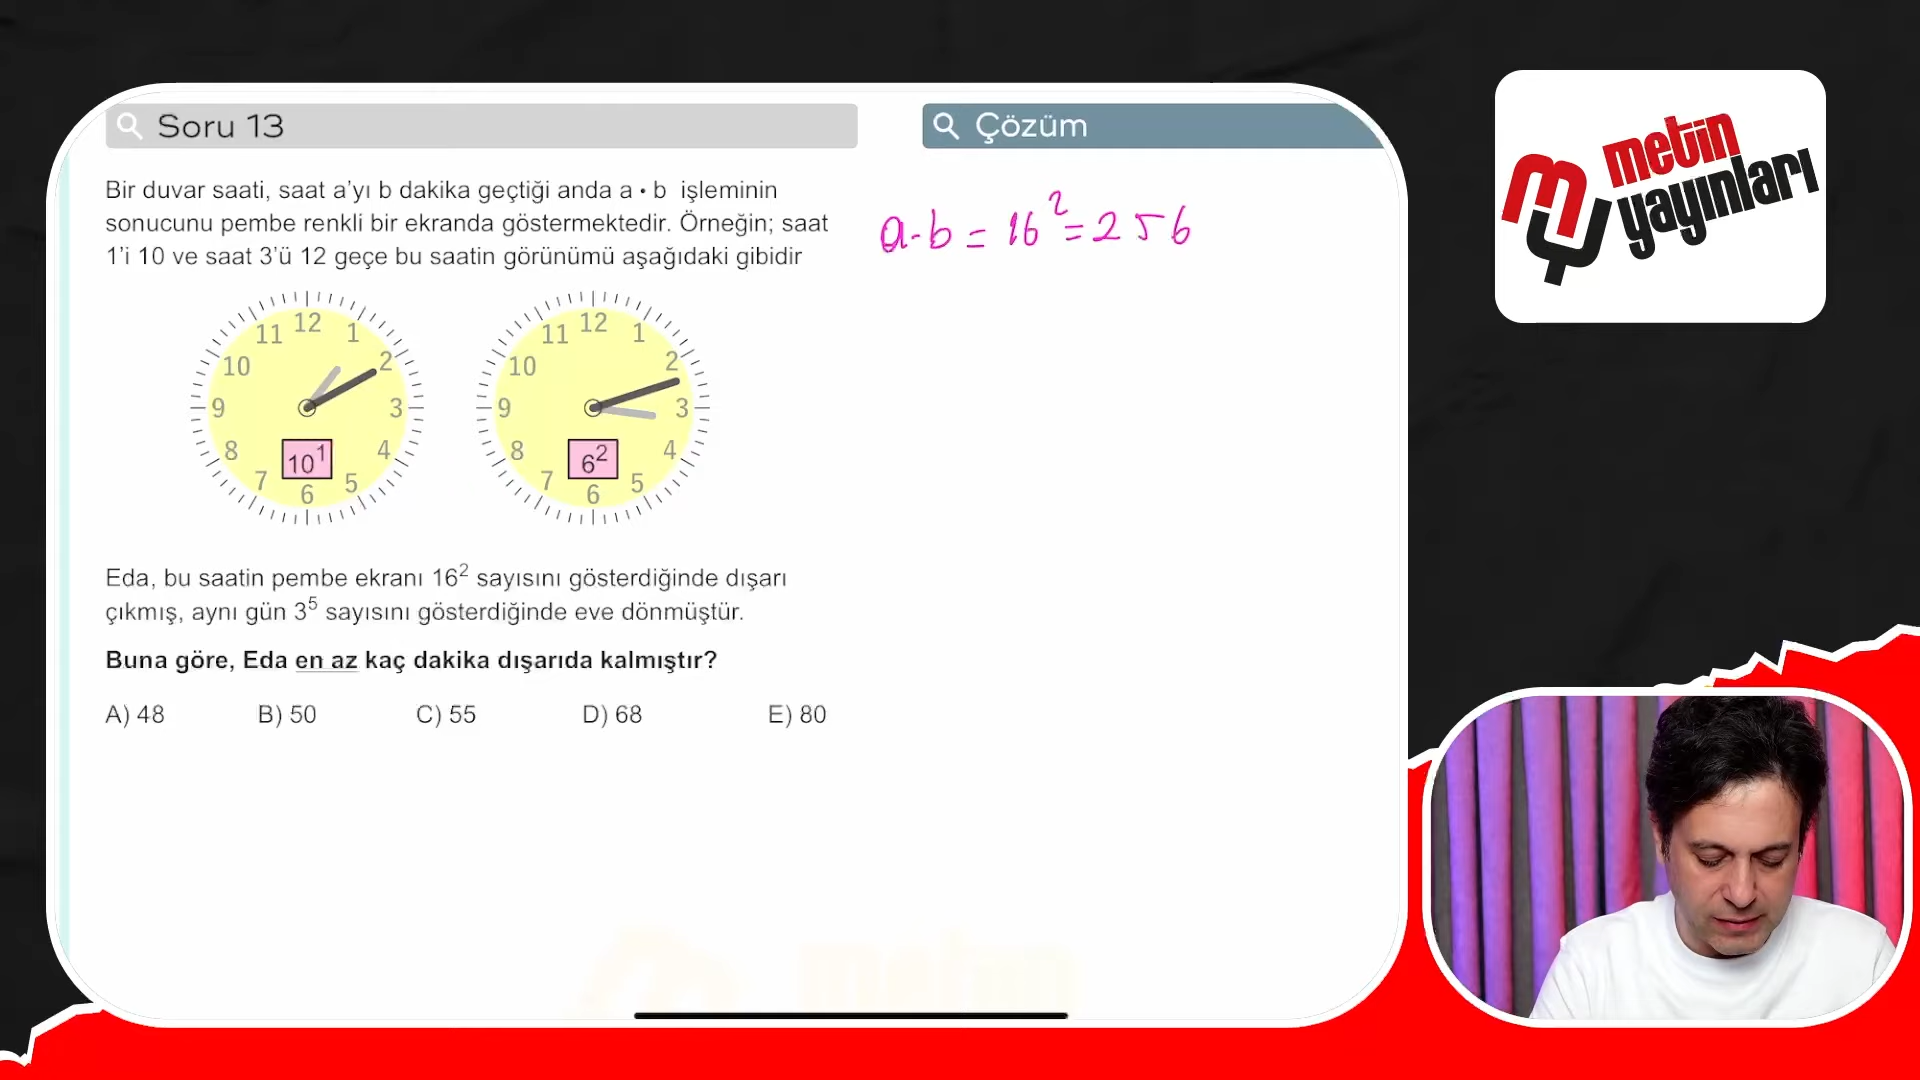 Soru 13
Bir duvar saati, saat a'yı b dakika geçtiği anda a • b işleminin
sonucunu pembe renkli bir ekranda göstermektedir. Örneğin; saat
1'i 10 ve saat 3'ü 12 geçe bu saatin görünümü aşağıdaki gibidir
12
11
1
10
2
9
3
8
4
7
5
6
10¹
12
11
1
10
2
9
3
8
4
7
5
6
6²
Eda, bu saatin pembe ekranı 16² sayısını gösterdiğinde dışarı
çıkmış, aynı gün 3⁵ sayısını gösterdiğinde eve dönmüştür.
Buna göre, Eda en az kaç dakika dışarıda kalmıştır?
A) 48 B) 50 C) 55 D) 68 E) 80
Çözüm
a.b = 16² = 256
metin
yayınları